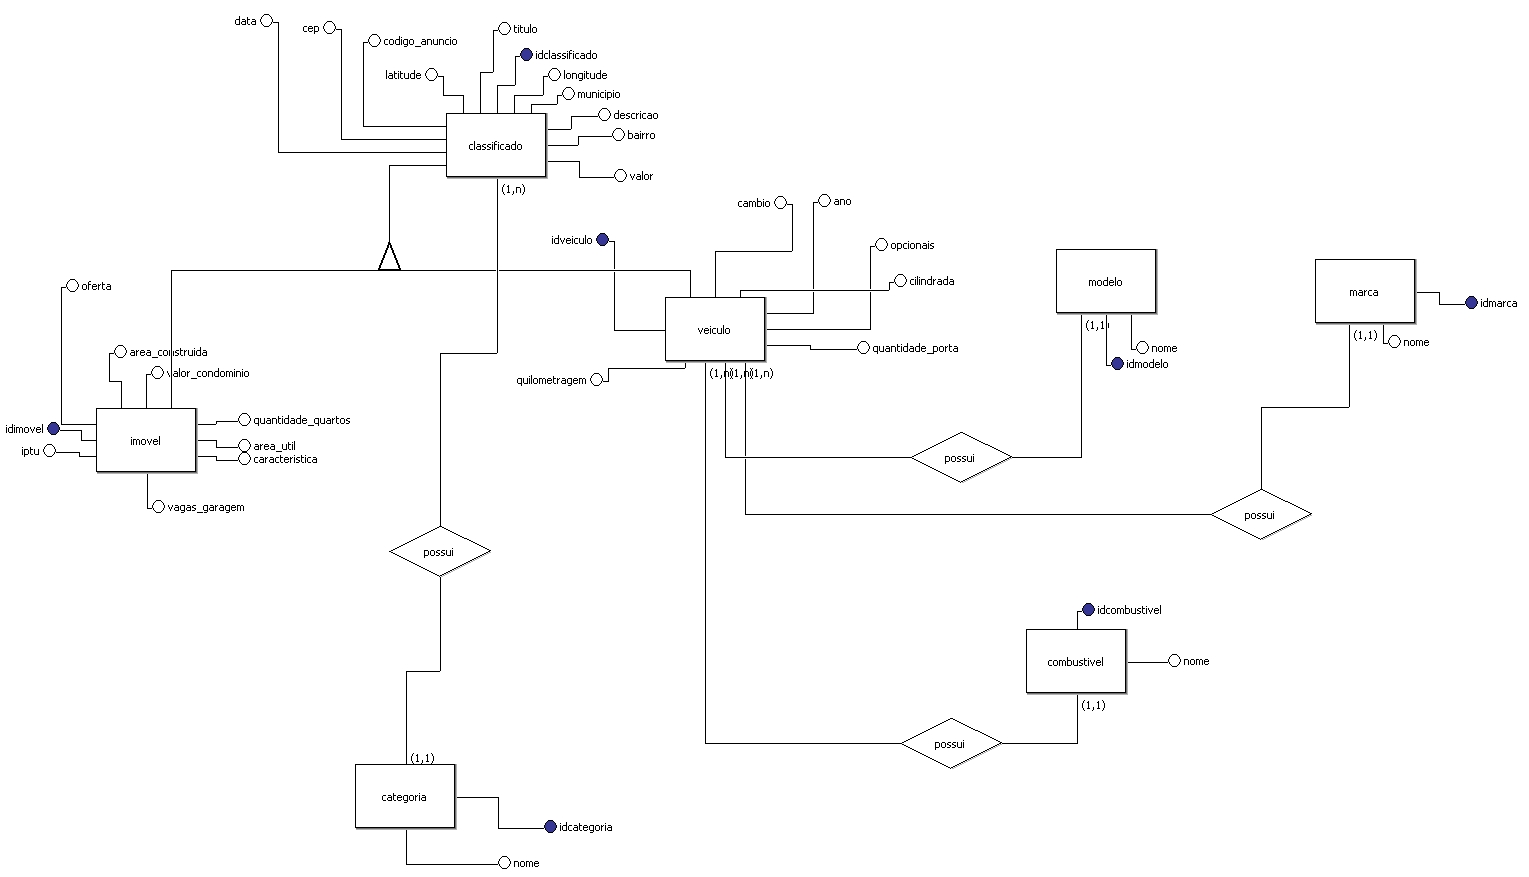 data
cep
titulo
codigo_anuncio
idclassificado
latitude
longitude
municipio
descricao
bairro
classificado
valor
(1,n)
cambio
ano
idveiculo
opcionais
oferta
cilindrada
modelo
marca
idmarca
veiculo
(1,1)
(1,1)
nome
nome
quantidade_porta
area_construida
idmodelo
valor_condominio
quilometragem
(1,n)
(1,n)
(1,n)
quantidade_quartos
idimovel
imovel
area_util
iptu
caracteristica
possui
vagas_garagem
possui
possui
idcombustivel
combustivel
nome
(1,1)
possui
(1,1)
categoria
idcategoria
nome